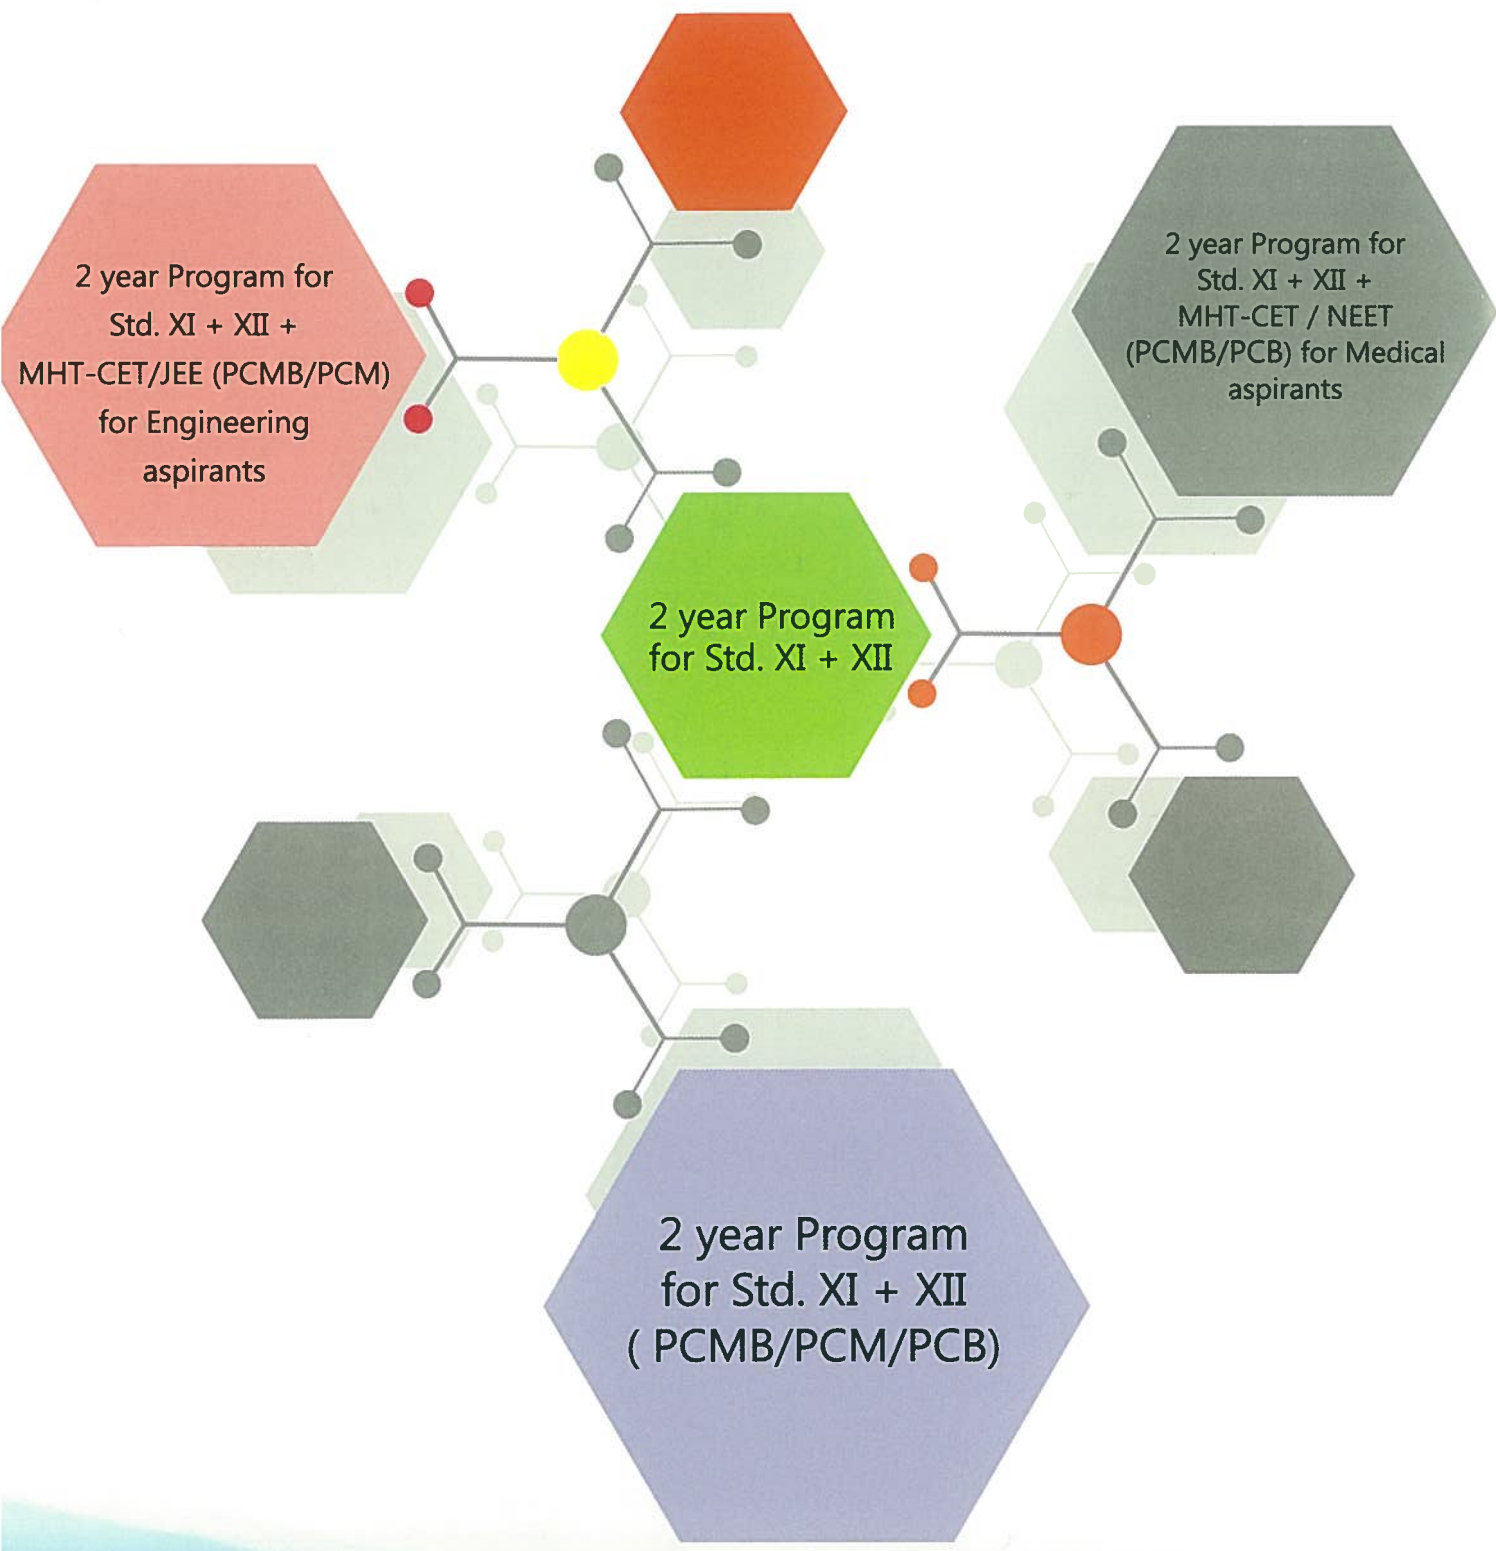 2 year Program for
Std. XI + XII +
MHT-CET/JEE (PCMB/PCM)
for Engineering
aspirants
2 year Program for
Std. XI + XII +
MHT-CET / NEET
(PCMB/PCB) for Medical
aspirants
2 year Program
for Std. XI + XII
2 year Program
for Std. XI + XII
( PCMB/PCM/PCB)